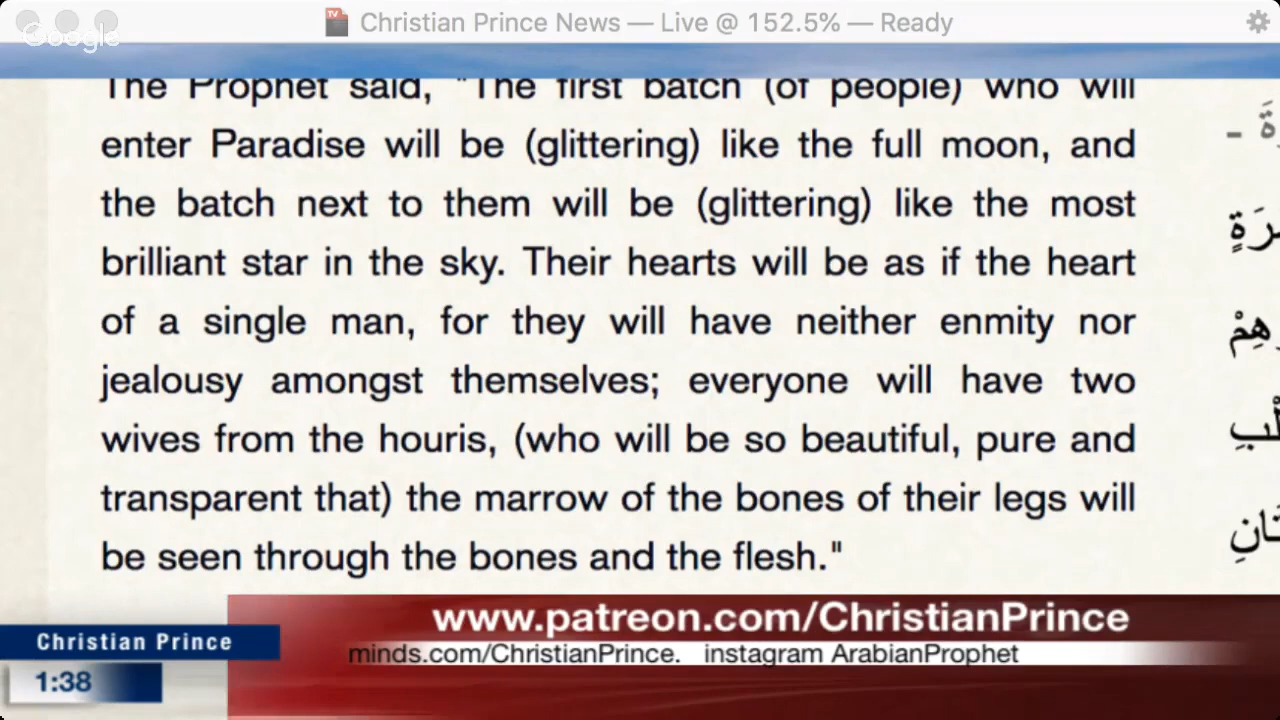 Christian Prince News — Live @ 152.5% — Ready
Google
The Prophet said, "The first batch (of people) who will
enter Paradise will be (glittering) like the full moon, and
the batch next to them will be (glittering) like the most
brilliant star in the sky. Their hearts will be as if the heart
of a single man, for they will have neither enmity nor
jealousy amongst themselves; everyone will have two
wives from the houris, (who will be so beautiful, pure and
transparent that) the marrow of the bones of their legs will
be seen through the bones and the flesh."
www.patreon.com/ChristianPrince
Christian Prince
minds.com/ChristianPrince. instagram ArabianProphet
1:38